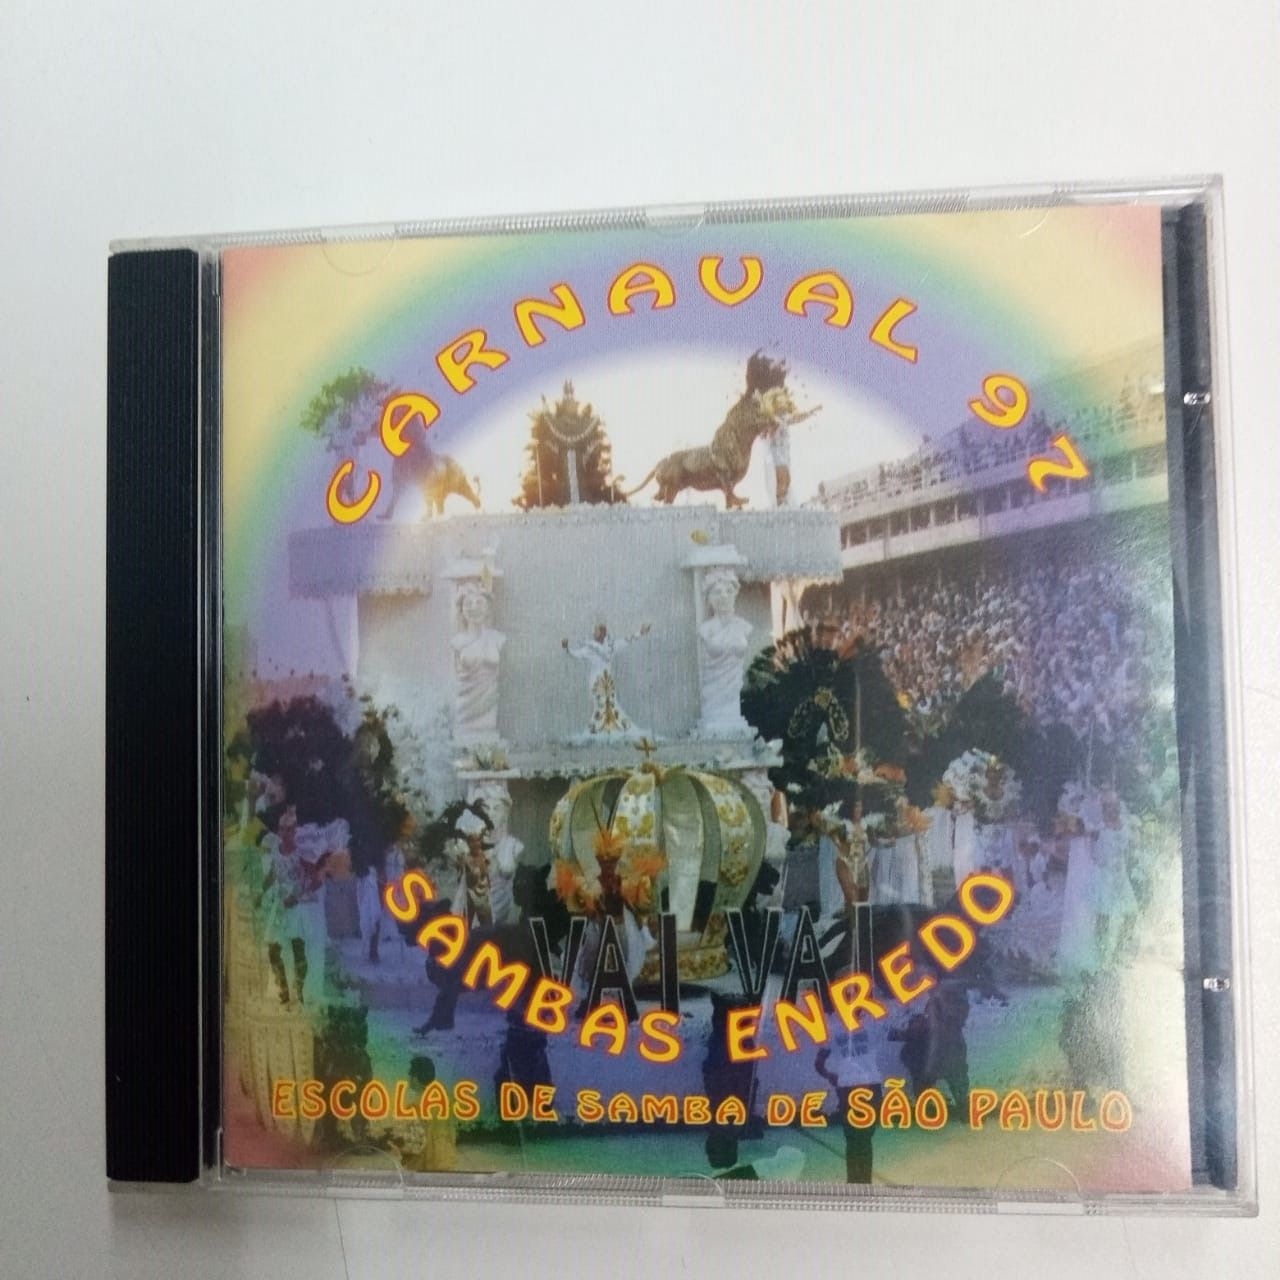 CARNAVAL 97
VAI VAI
SAMBAS ENREDO
ESCOLAS DE SAMBA DE SÃO PAULO